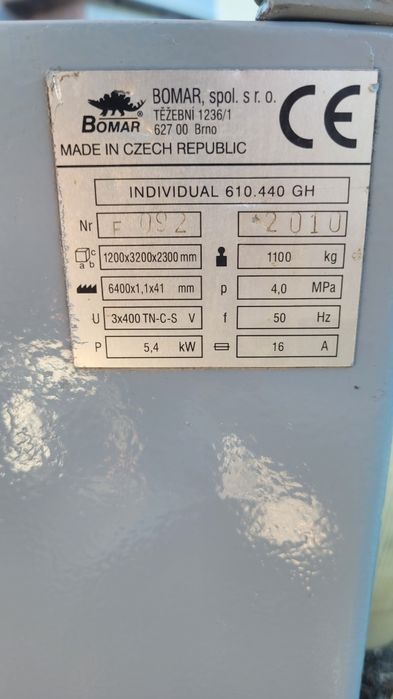 BOMAR, spol. s r. o.
TĚŽEBNÍ 1236/1
627 00 Brno
BOMAR®
CE
MADE IN CZECH REPUBLIC
INDIVIDUAL 610.440 GH
Nr F 092 2010
a b c 1200x3200x2300 mm 1100 kg
6400x1,1x41 mm p 4,0 MPa
U 3x400 TN-C-S V f 50 Hz
P 5,4 kW 16 A